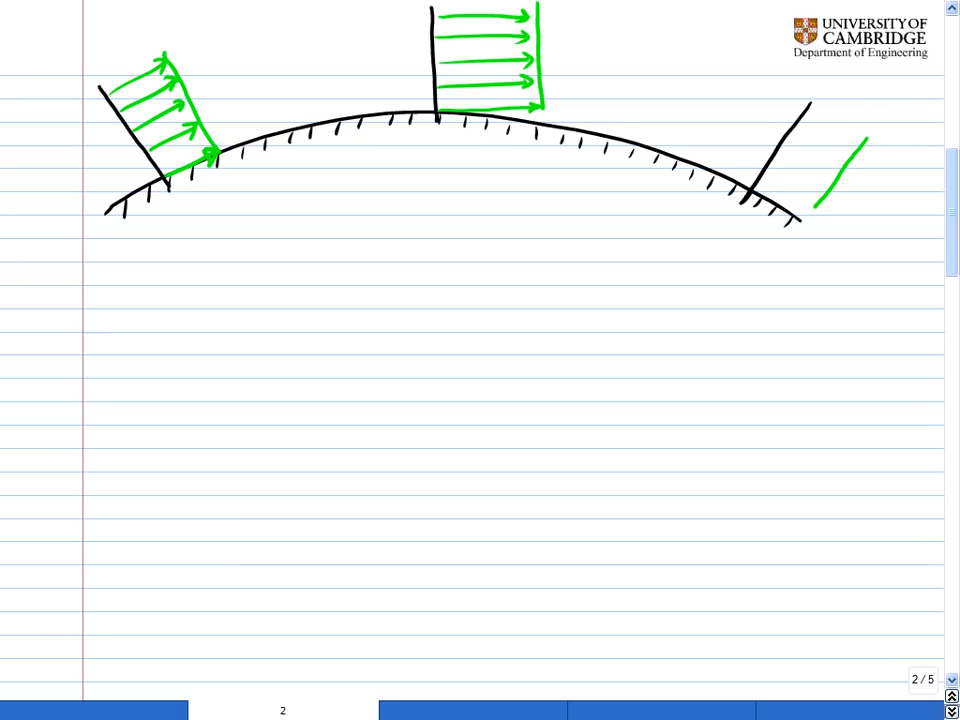 UNIVERSITY OF
CAMBRIDGE
Department of Engineering
2 / 5
2